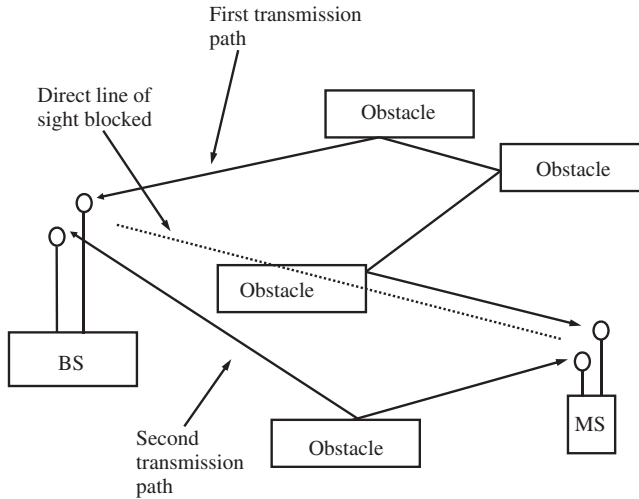 First transmission
path
Direct line of
sight blocked
Obstacle
Obstacle
Obstacle
BS
MS
Obstacle
Second
transmission
path